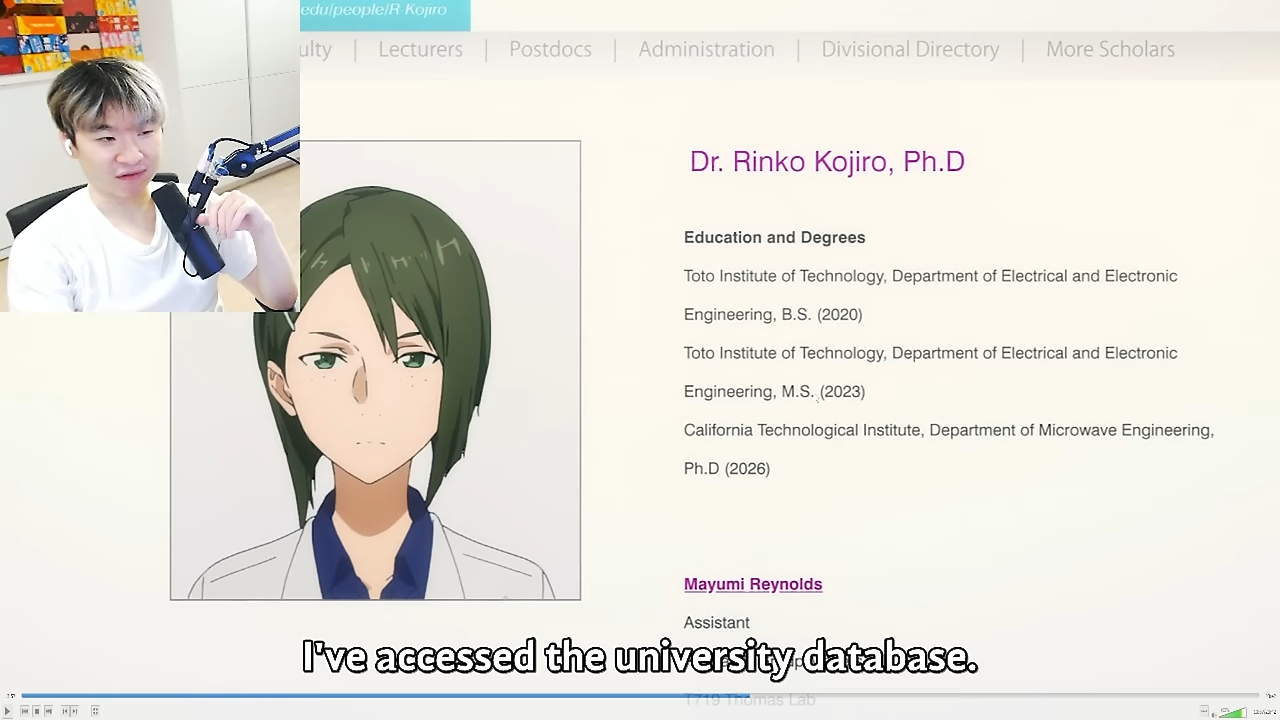 edu/people/R Kojiro
ulty | Lecturers | Postdocs | Administration | Divisional Directory | More Scholars
Dr. Rinko Kojiro, Ph.D
Education and Degrees
Toto Institute of Technology, Department of Electrical and Electronic
Engineering, B.S. (2020)
Toto Institute of Technology, Department of Electrical and Electronic
Engineering, M.S. (2023)
California Technological Institute, Department of Microwave Engineering,
Ph.D (2026)
Mayumi Reynolds
Assistant
I've accessed the university database.
T719 Thomas Lab